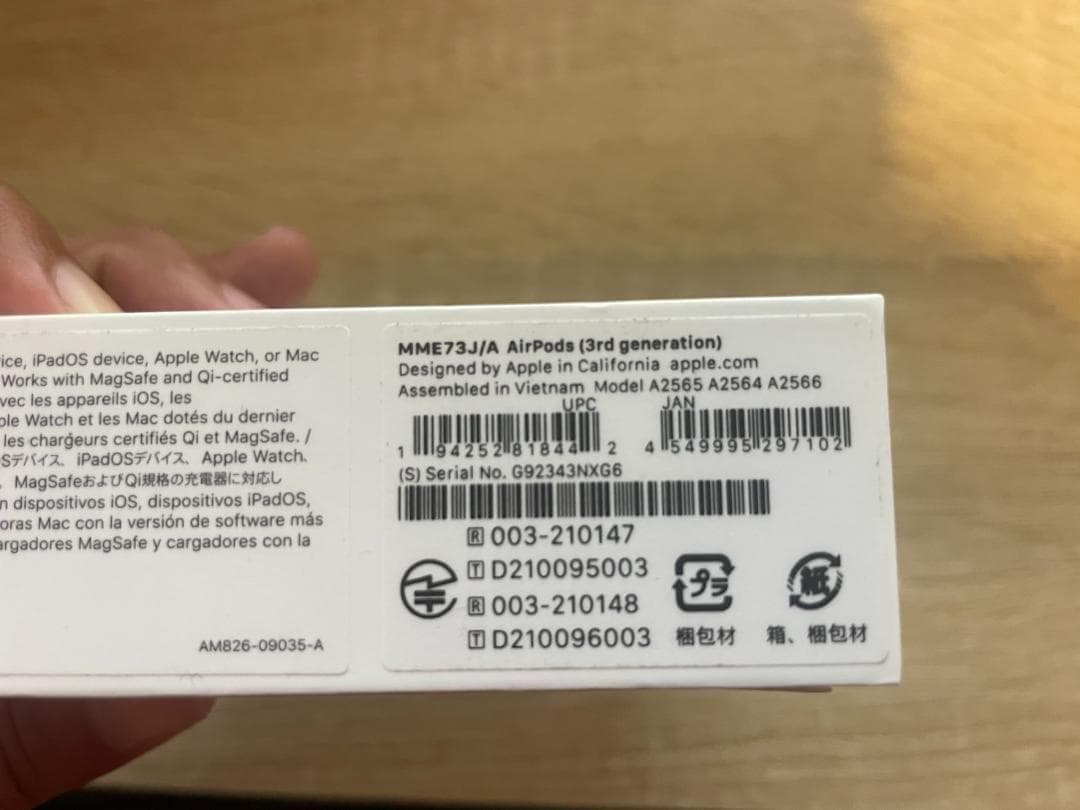 ice, iPadOS device, Apple Watch, or Mac
Works with MagSafe and Qi-certified
vec les appareils iOS, les
ple Watch et les Mac dotés du dernier
les chargeurs certifiés Qi et MagSafe. /
Sデバイス、iPadOSデバイス、Apple Watch、
MagSafeおよびQi規格の充電器に対応し
n dispositivos iOS, dispositivos iPadOS,
oras Mac con la versión de software más
argadores MagSafe y cargadores con la
AM826-09035-A
MME73J/A AirPods (3rd generation)
Designed by Apple in California apple.com
Assembled in Vietnam Model A2565 A2564 A2566
UPC JAN
1 94252 81844 2 4 549995 297102
(S) Serial No. G92343NXG6
R 003-210147
T D210095003
R 003-210148
T D210096003
プラ 紙
梱包材 箱、梱包材